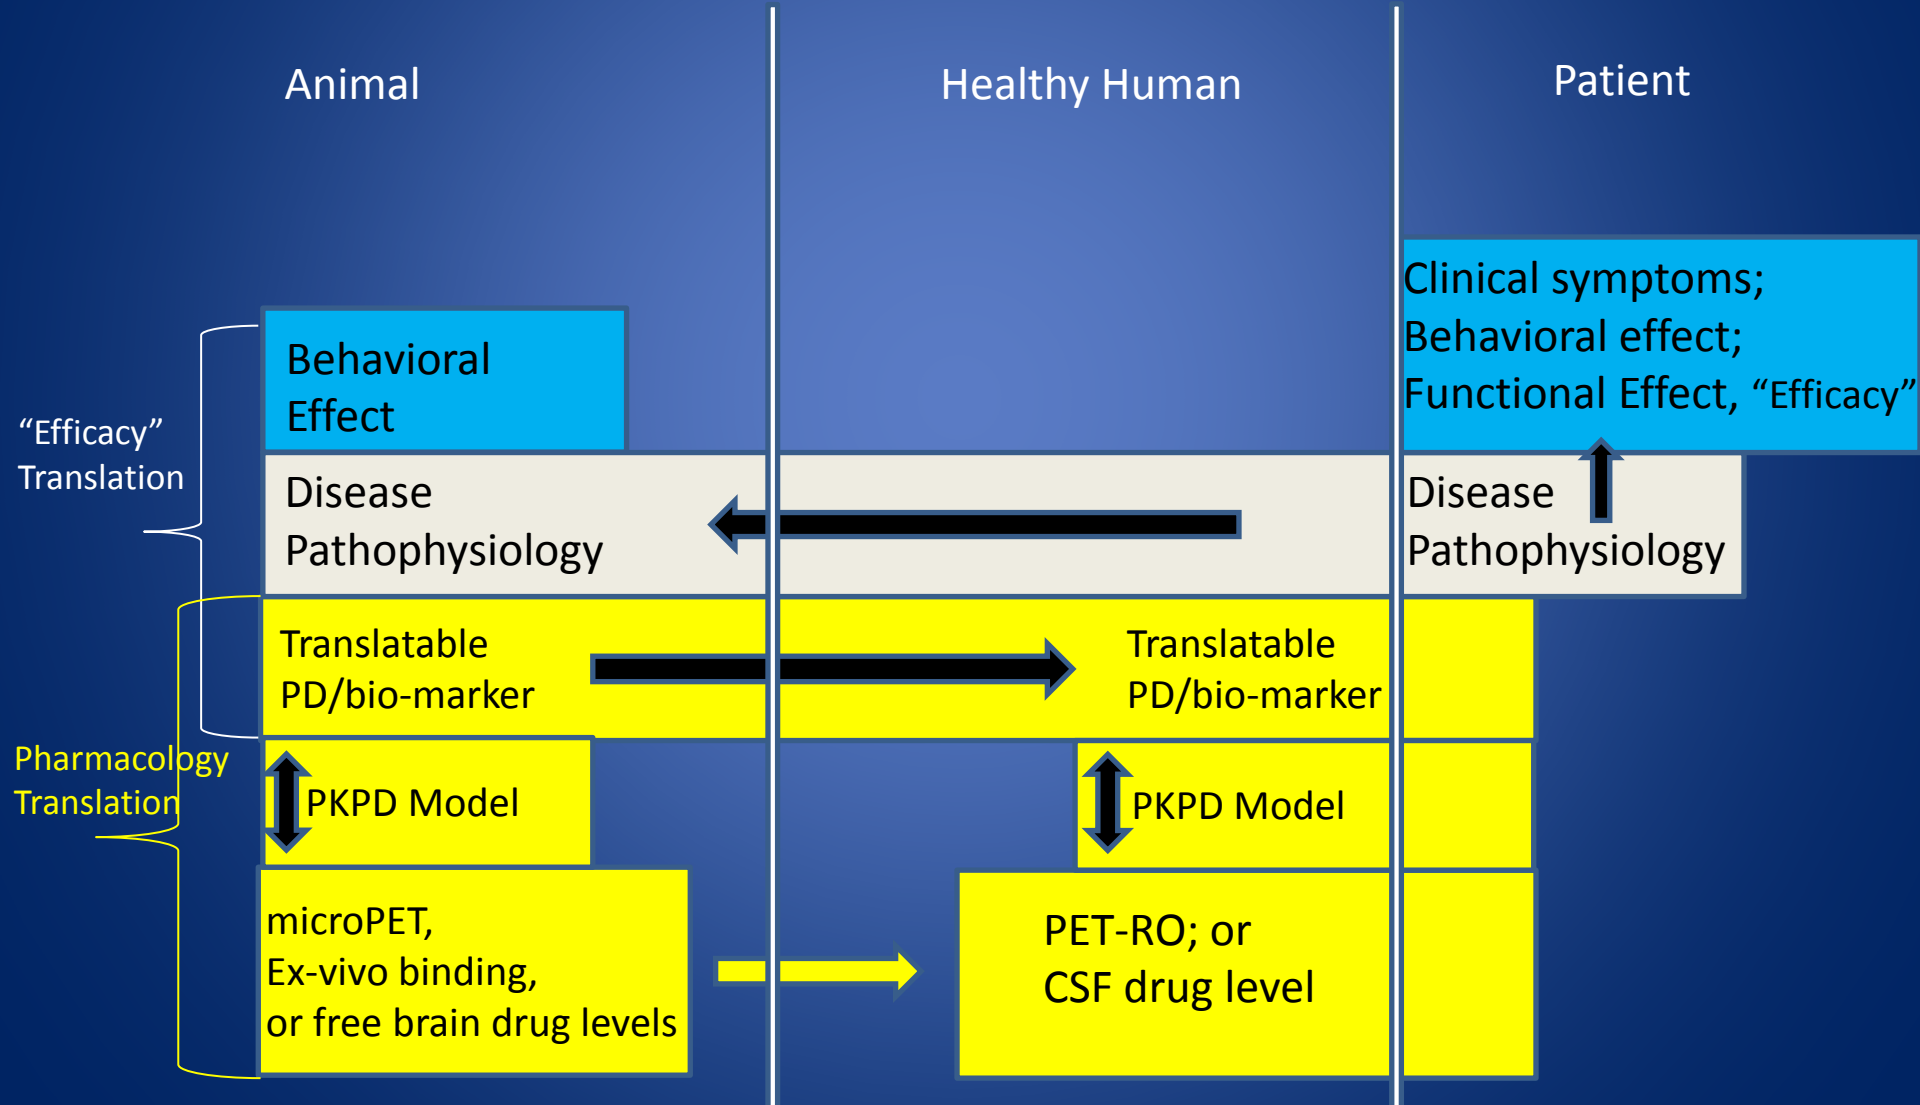 Animal
Healthy Human
Patient
Clinical symptoms;
Behavioral effect;
Functional Effect, “Efficacy”
Behavioral
Effect
“Efficacy”
Translation
Disease
Pathophysiology
Disease
Pathophysiology
Translatable
PD/bio-marker
Translatable
PD/bio-marker
Pharmacology
Translation
PKPD Model
PKPD Model
microPET,
Ex-vivo binding,
or free brain drug levels
PET-RO; or
CSF drug level